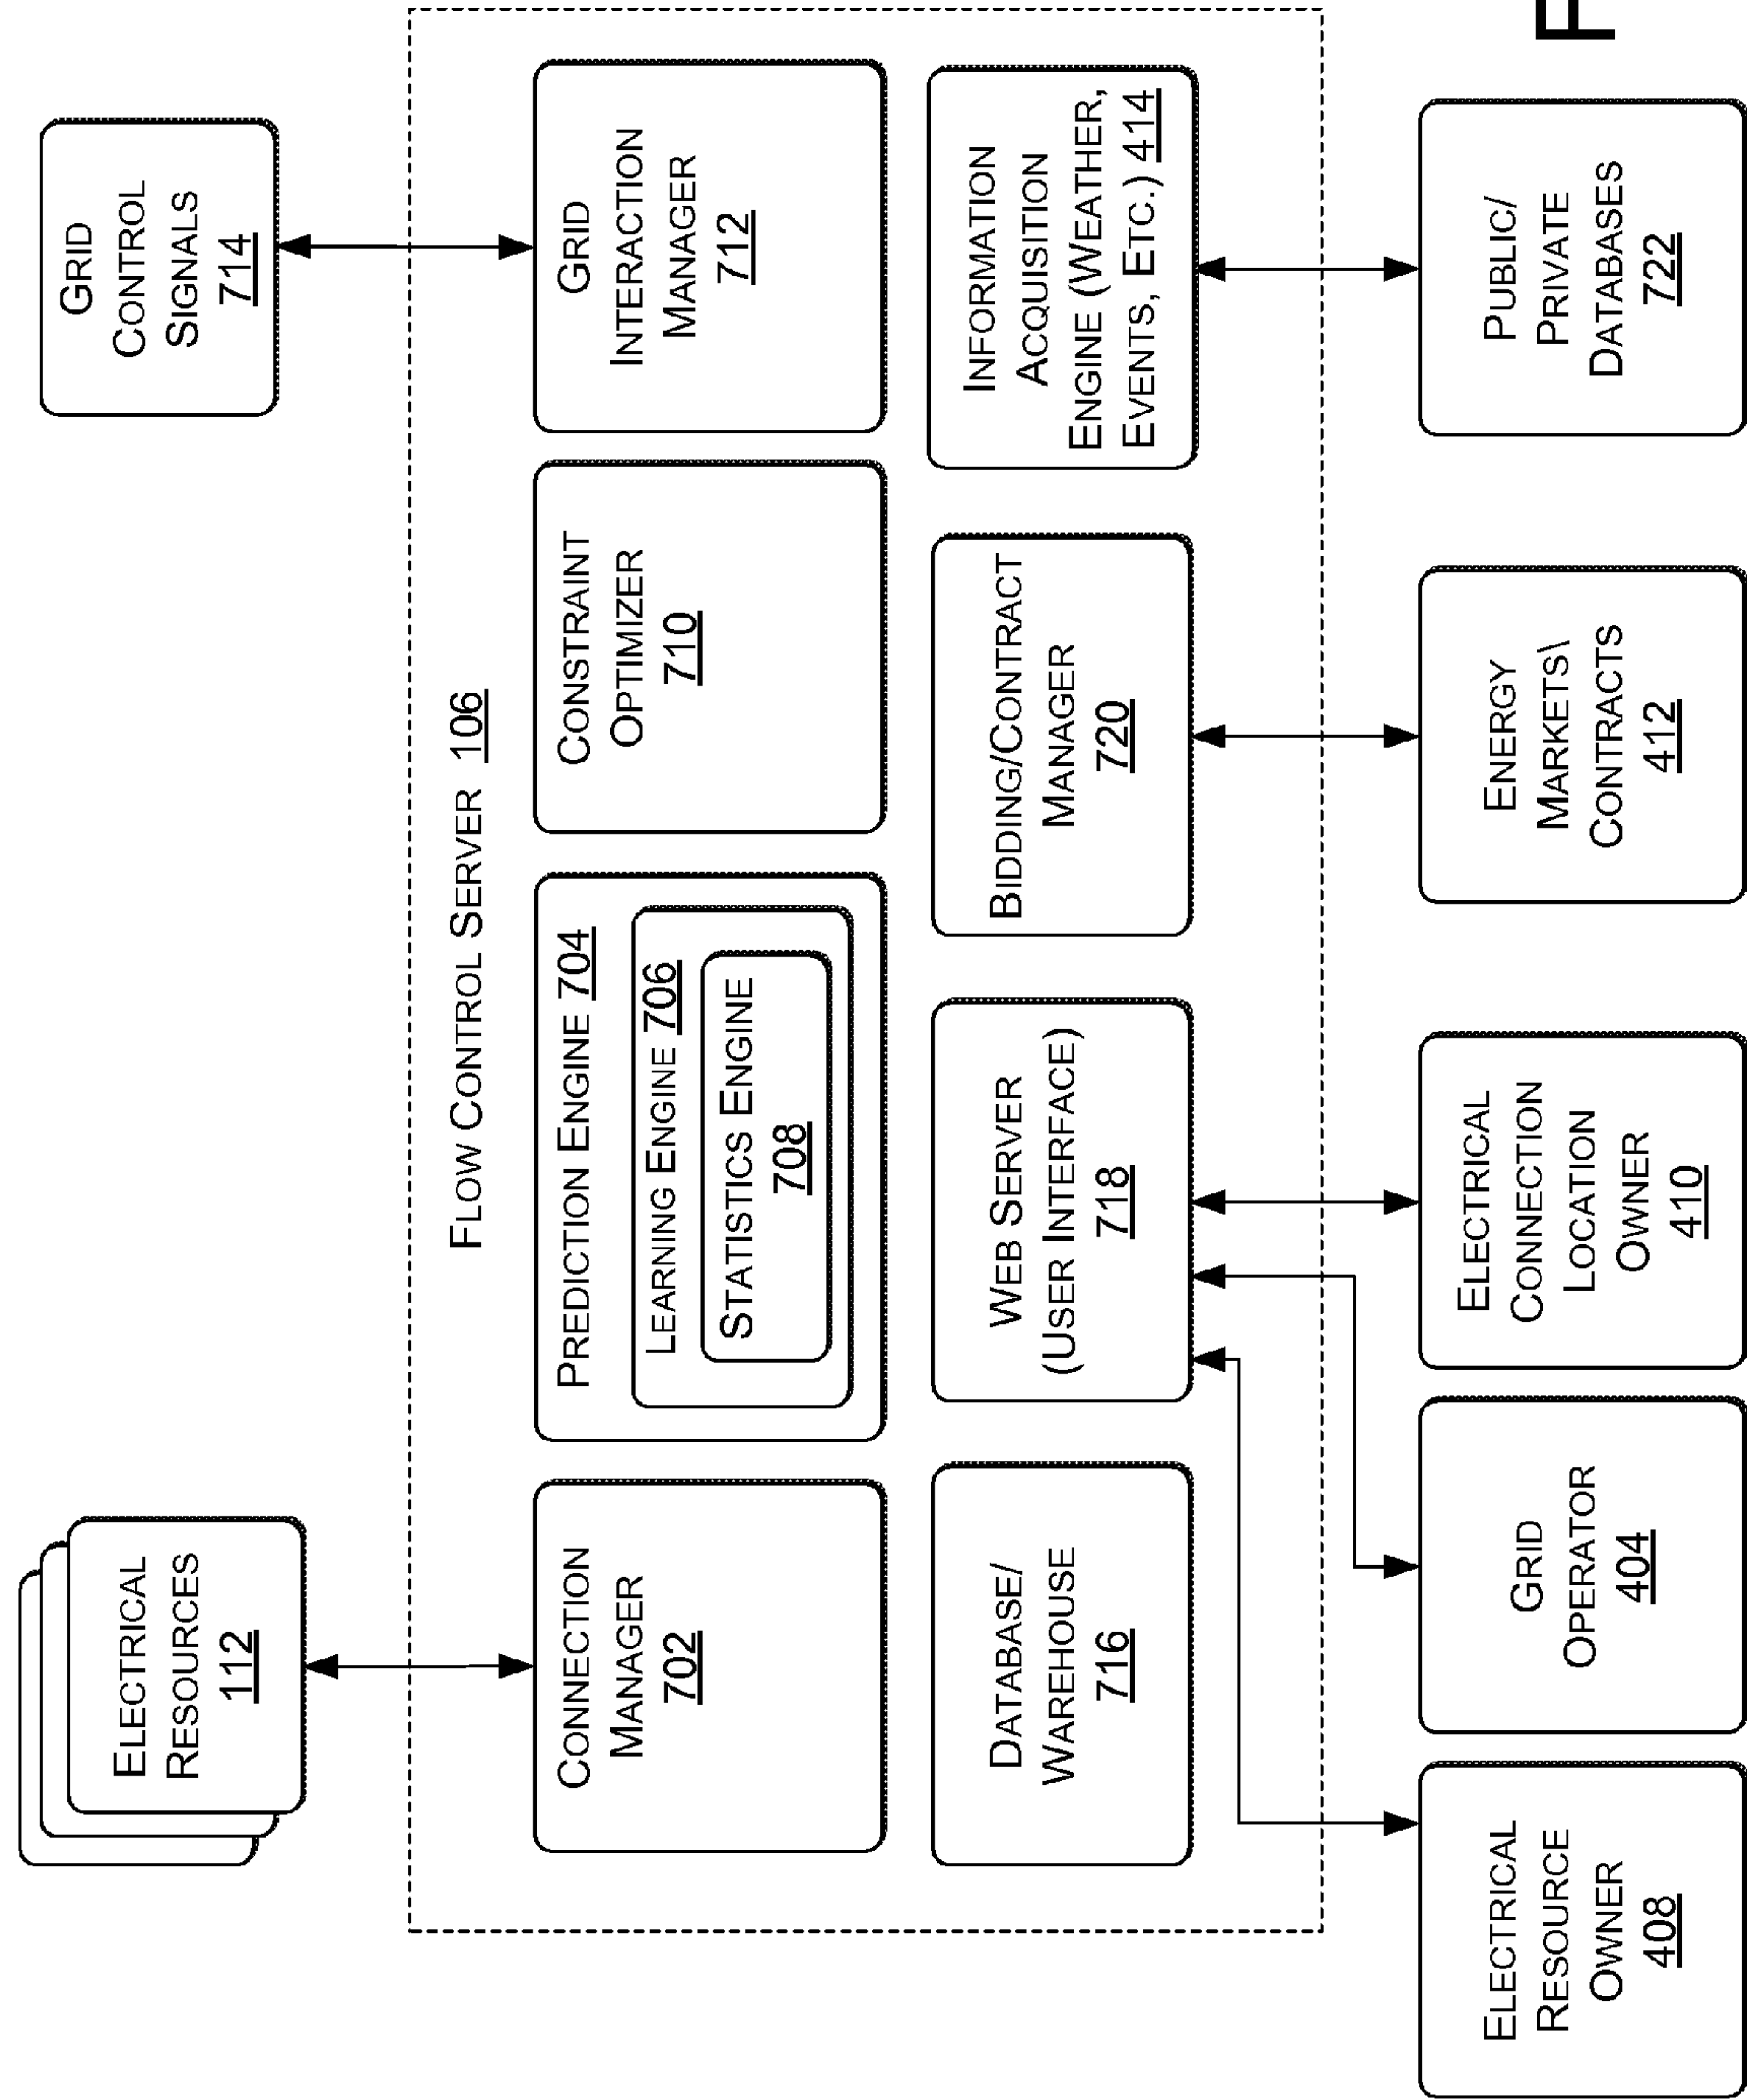 ELECTRICAL
RESOURCES
112
GRID
CONTROL
SIGNALS
714
FLOW CONTROL SERVER 106
CONNECTION
MANAGER
702
PREDICTION ENGINE 704
LEARNING ENGINE 706
STATISTICS ENGINE
708
CONSTRAINT
OPTIMIZER
710
GRID
INTERACTION
MANAGER
712
DATABASE/
WAREHOUSE
716
WEB SERVER
(USER INTERFACE)
718
BIDDING/CONTRACT
MANAGER
720
INFORMATION
ACQUISITION
ENGINE (WEATHER,
EVENTS, ETC.) 414
ELECTRICAL
RESOURCE
OWNER
408
GRID
OPERATOR
404
ELECTRICAL
CONNECTION
LOCATION
OWNER
410
ENERGY
MARKETS\
CONTRACTS
412
PUBLIC/
PRIVATE
DATABASES
722